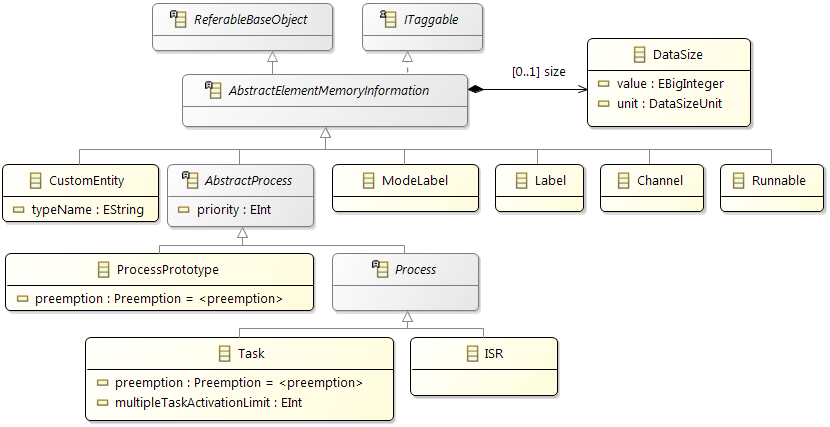 ReferableBaseObject
ITaggable
DataSize
value : EBigInteger
unit : DataSizeUnit
[0..1] size
AbstractElementMemoryInformation
CustomEntity
typeName : EString
AbstractProcess
priority : EInt
ModeLabel
Label
Channel
Runnable
ProcessPrototype
preemption : Preemption = <preemption>
Process
Task
preemption : Preemption = <preemption>
multipleTaskActivationLimit : EInt
ISR